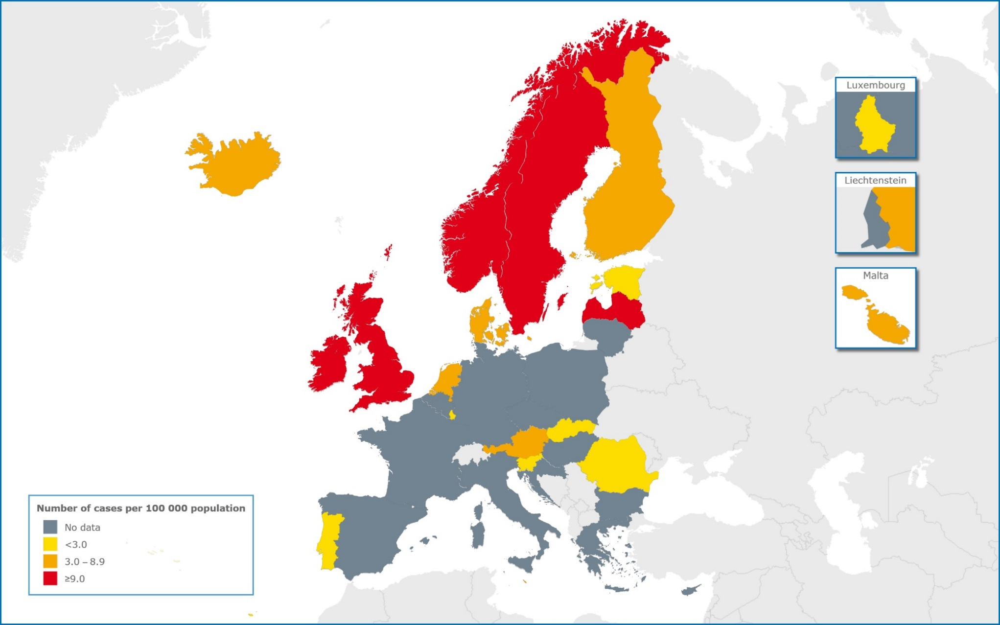 Luxembourg
Liechtenstein
Malta
Number of cases per 100 000 population
No data
<3.0
3.0 – 8.9
≥9.0